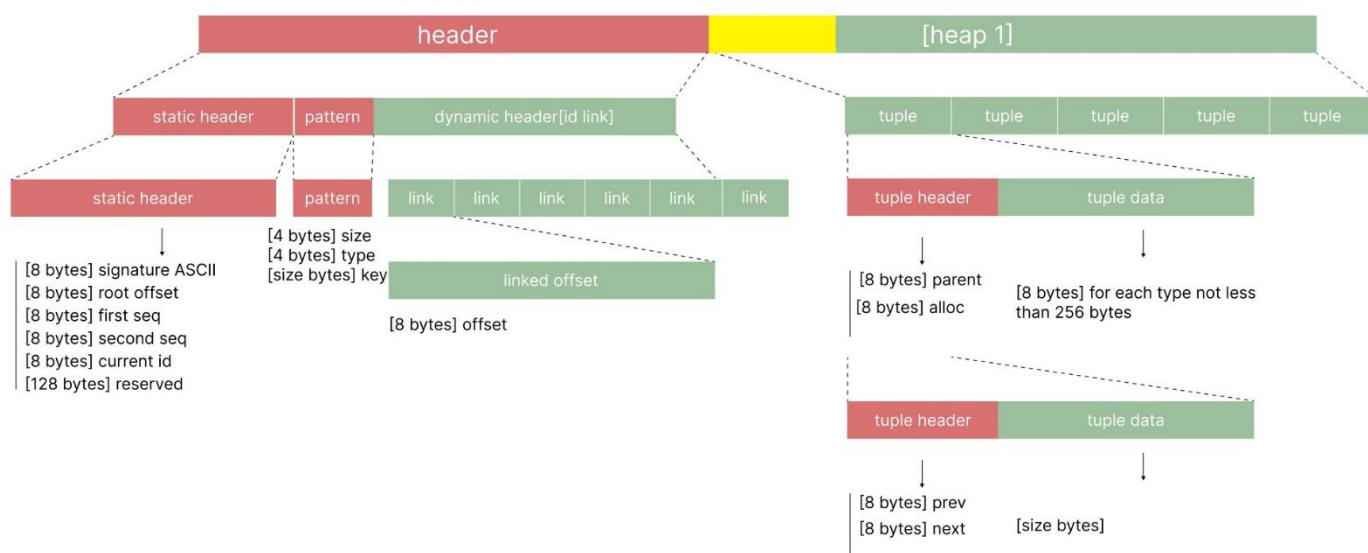 header
[heap 1]
static header
pattern
dynamic header[id link]
tuple
tuple
tuple
tuple
tuple
static header
pattern
link
link
link
link
link
link
tuple header
tuple data
[8 bytes] signature ASCII
[8 bytes] root offset
[8 bytes] first seq
[8 bytes] second seq
[8 bytes] current id
[128 bytes] reserved
[4 bytes] size
[4 bytes] type
[size bytes] key
linked offset
[8 bytes] offset
[8 bytes] parent
[8 bytes] alloc
[8 bytes] for each type not less
than 256 bytes
tuple header
tuple data
[8 bytes] prev
[8 bytes] next
[size bytes]